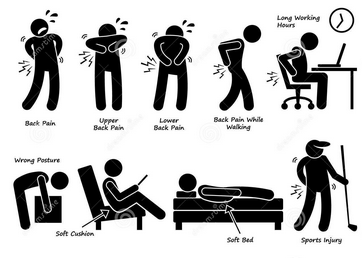 Long Working
Hours
Back Pain
Upper
Back Pain
Lower
Back Pain
Back Pain While
Walking
Wrong Posture
Soft Cushion
Soft Bed
Sports Injury